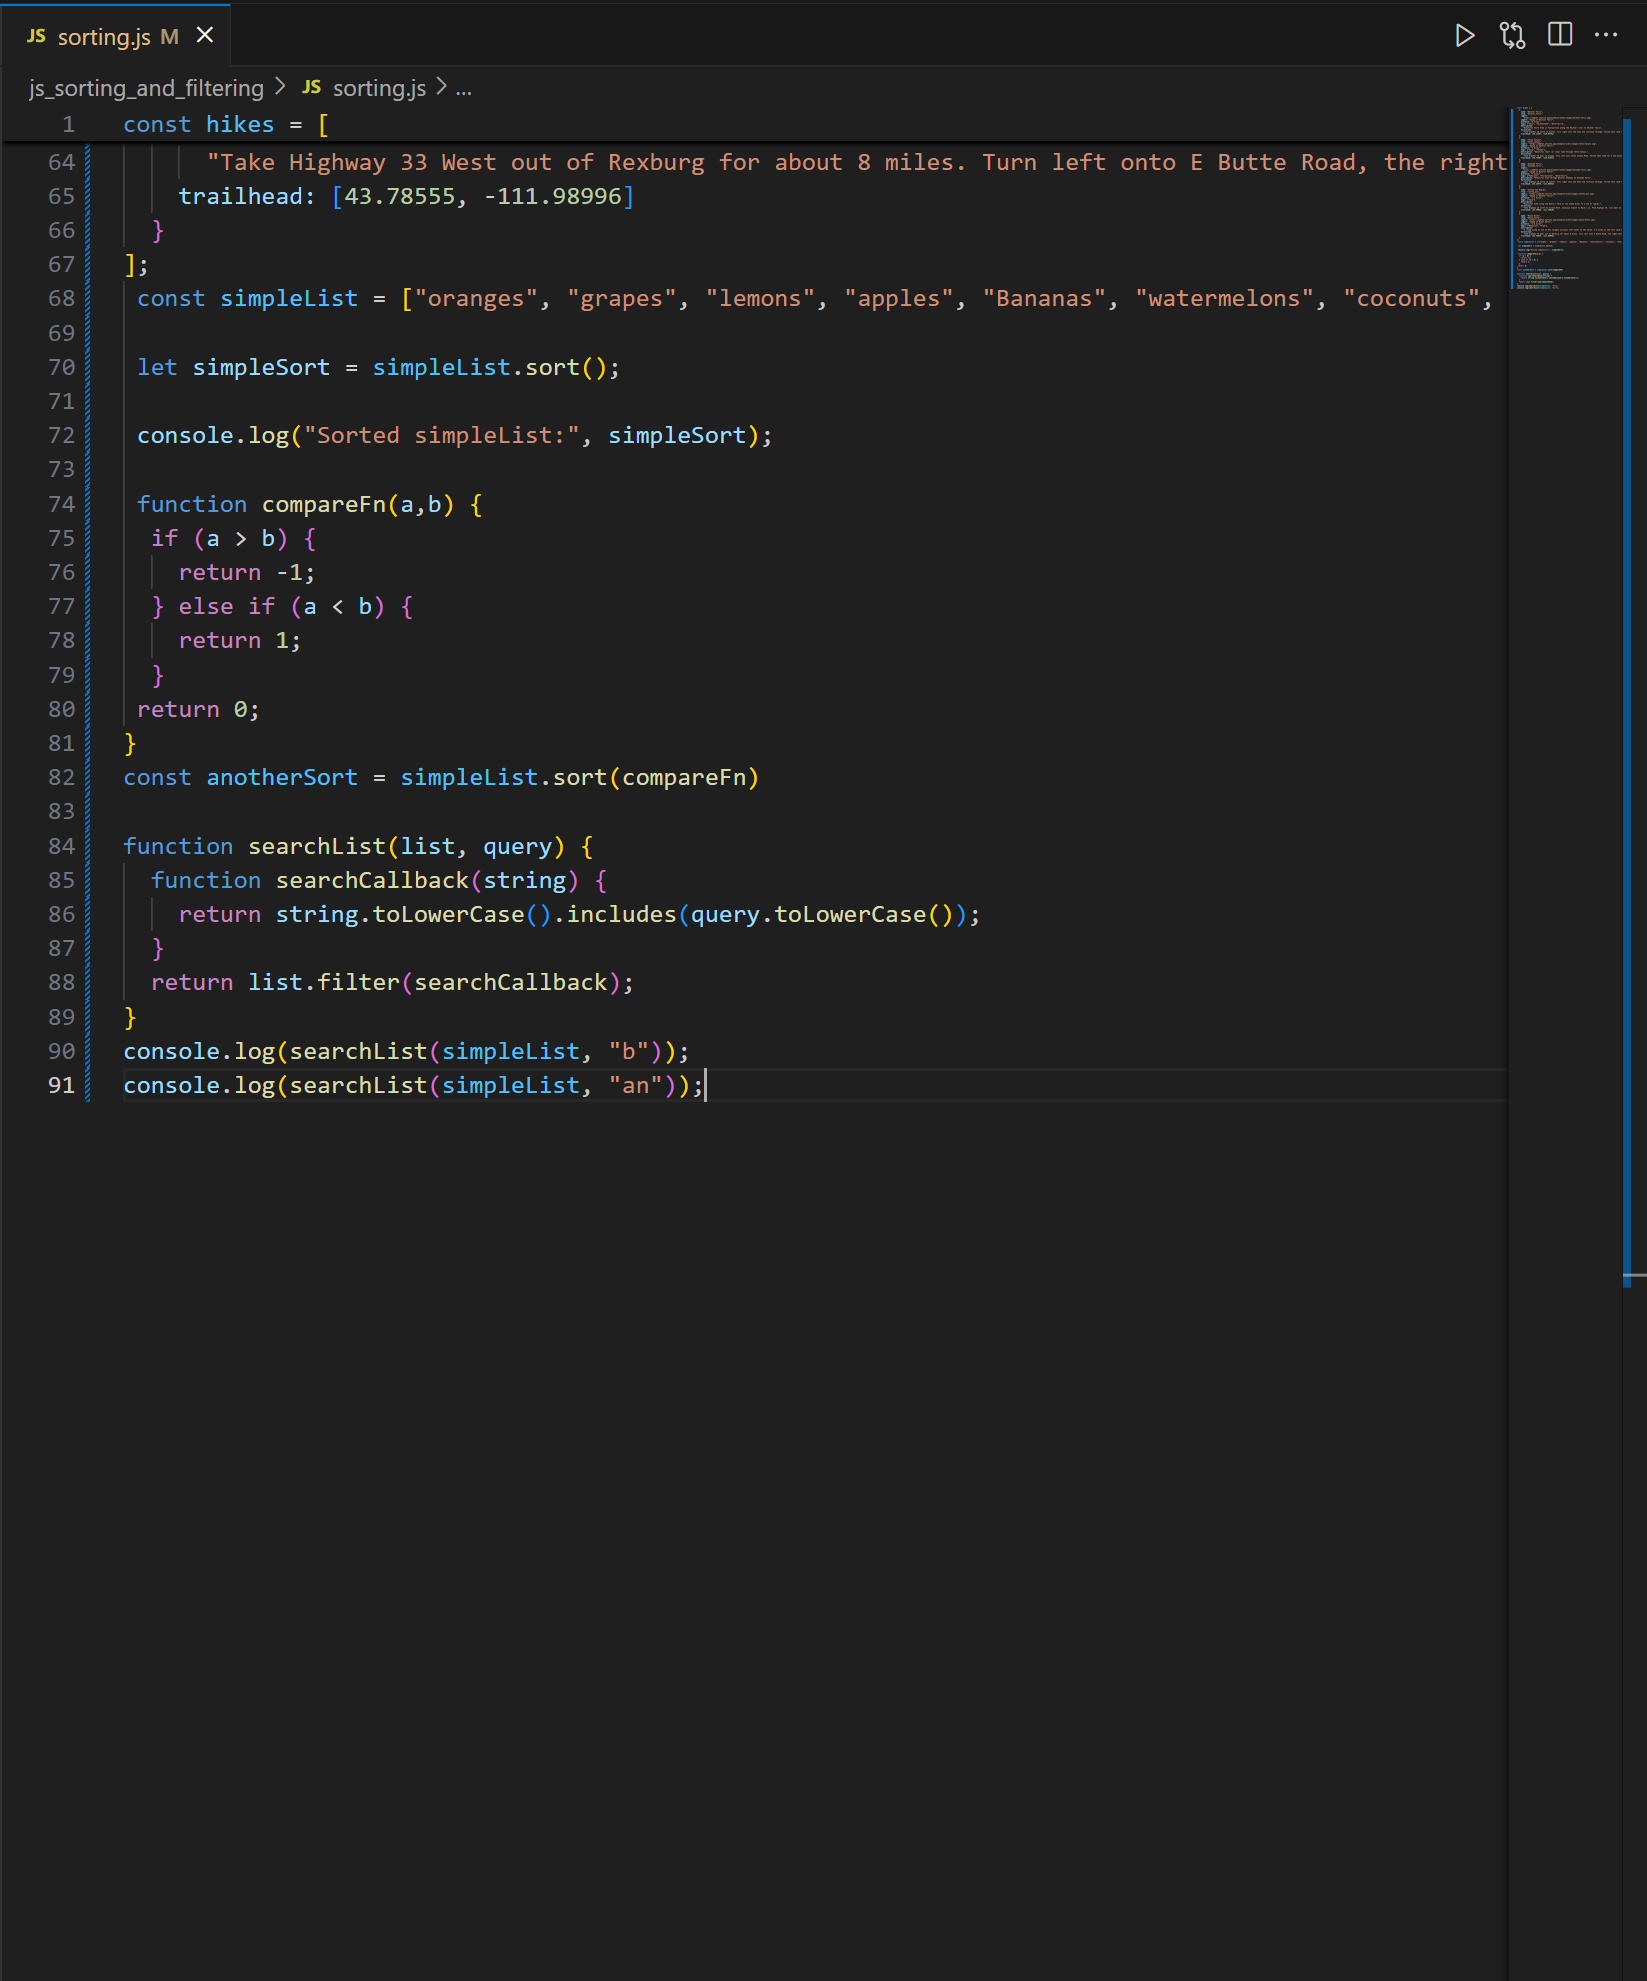 JS sorting.js M
js_sorting_and_filtering > JS sorting.js > ...
1 const hikes = [
64 "Take Highway 33 West out of Rexburg for about 8 miles. Turn left onto E Butte Road, the right
65 trailhead: [43.78555, -111.98996]
66 }
67 ];
68 const simpleList = ["oranges", "grapes", "lemons", "apples", "Bananas", "watermelons", "coconuts",
69
70 let simpleSort = simpleList.sort();
71
72 console.log("Sorted simpleList:", simpleSort);
73
74 function compareFn(a,b) {
75 if (a > b) {
76 return -1;
77 } else if (a < b) {
78 return 1;
79 }
80 return 0;
81 }
82 const anotherSort = simpleList.sort(compareFn)
83
84 function searchList(list, query) {
85 function searchCallback(string) {
86 return string.toLowerCase().includes(query.toLowerCase());
87 }
88 return list.filter(searchCallback);
89 }
90 console.log(searchList(simpleList, "b"));
91 console.log(searchList(simpleList, "an"));